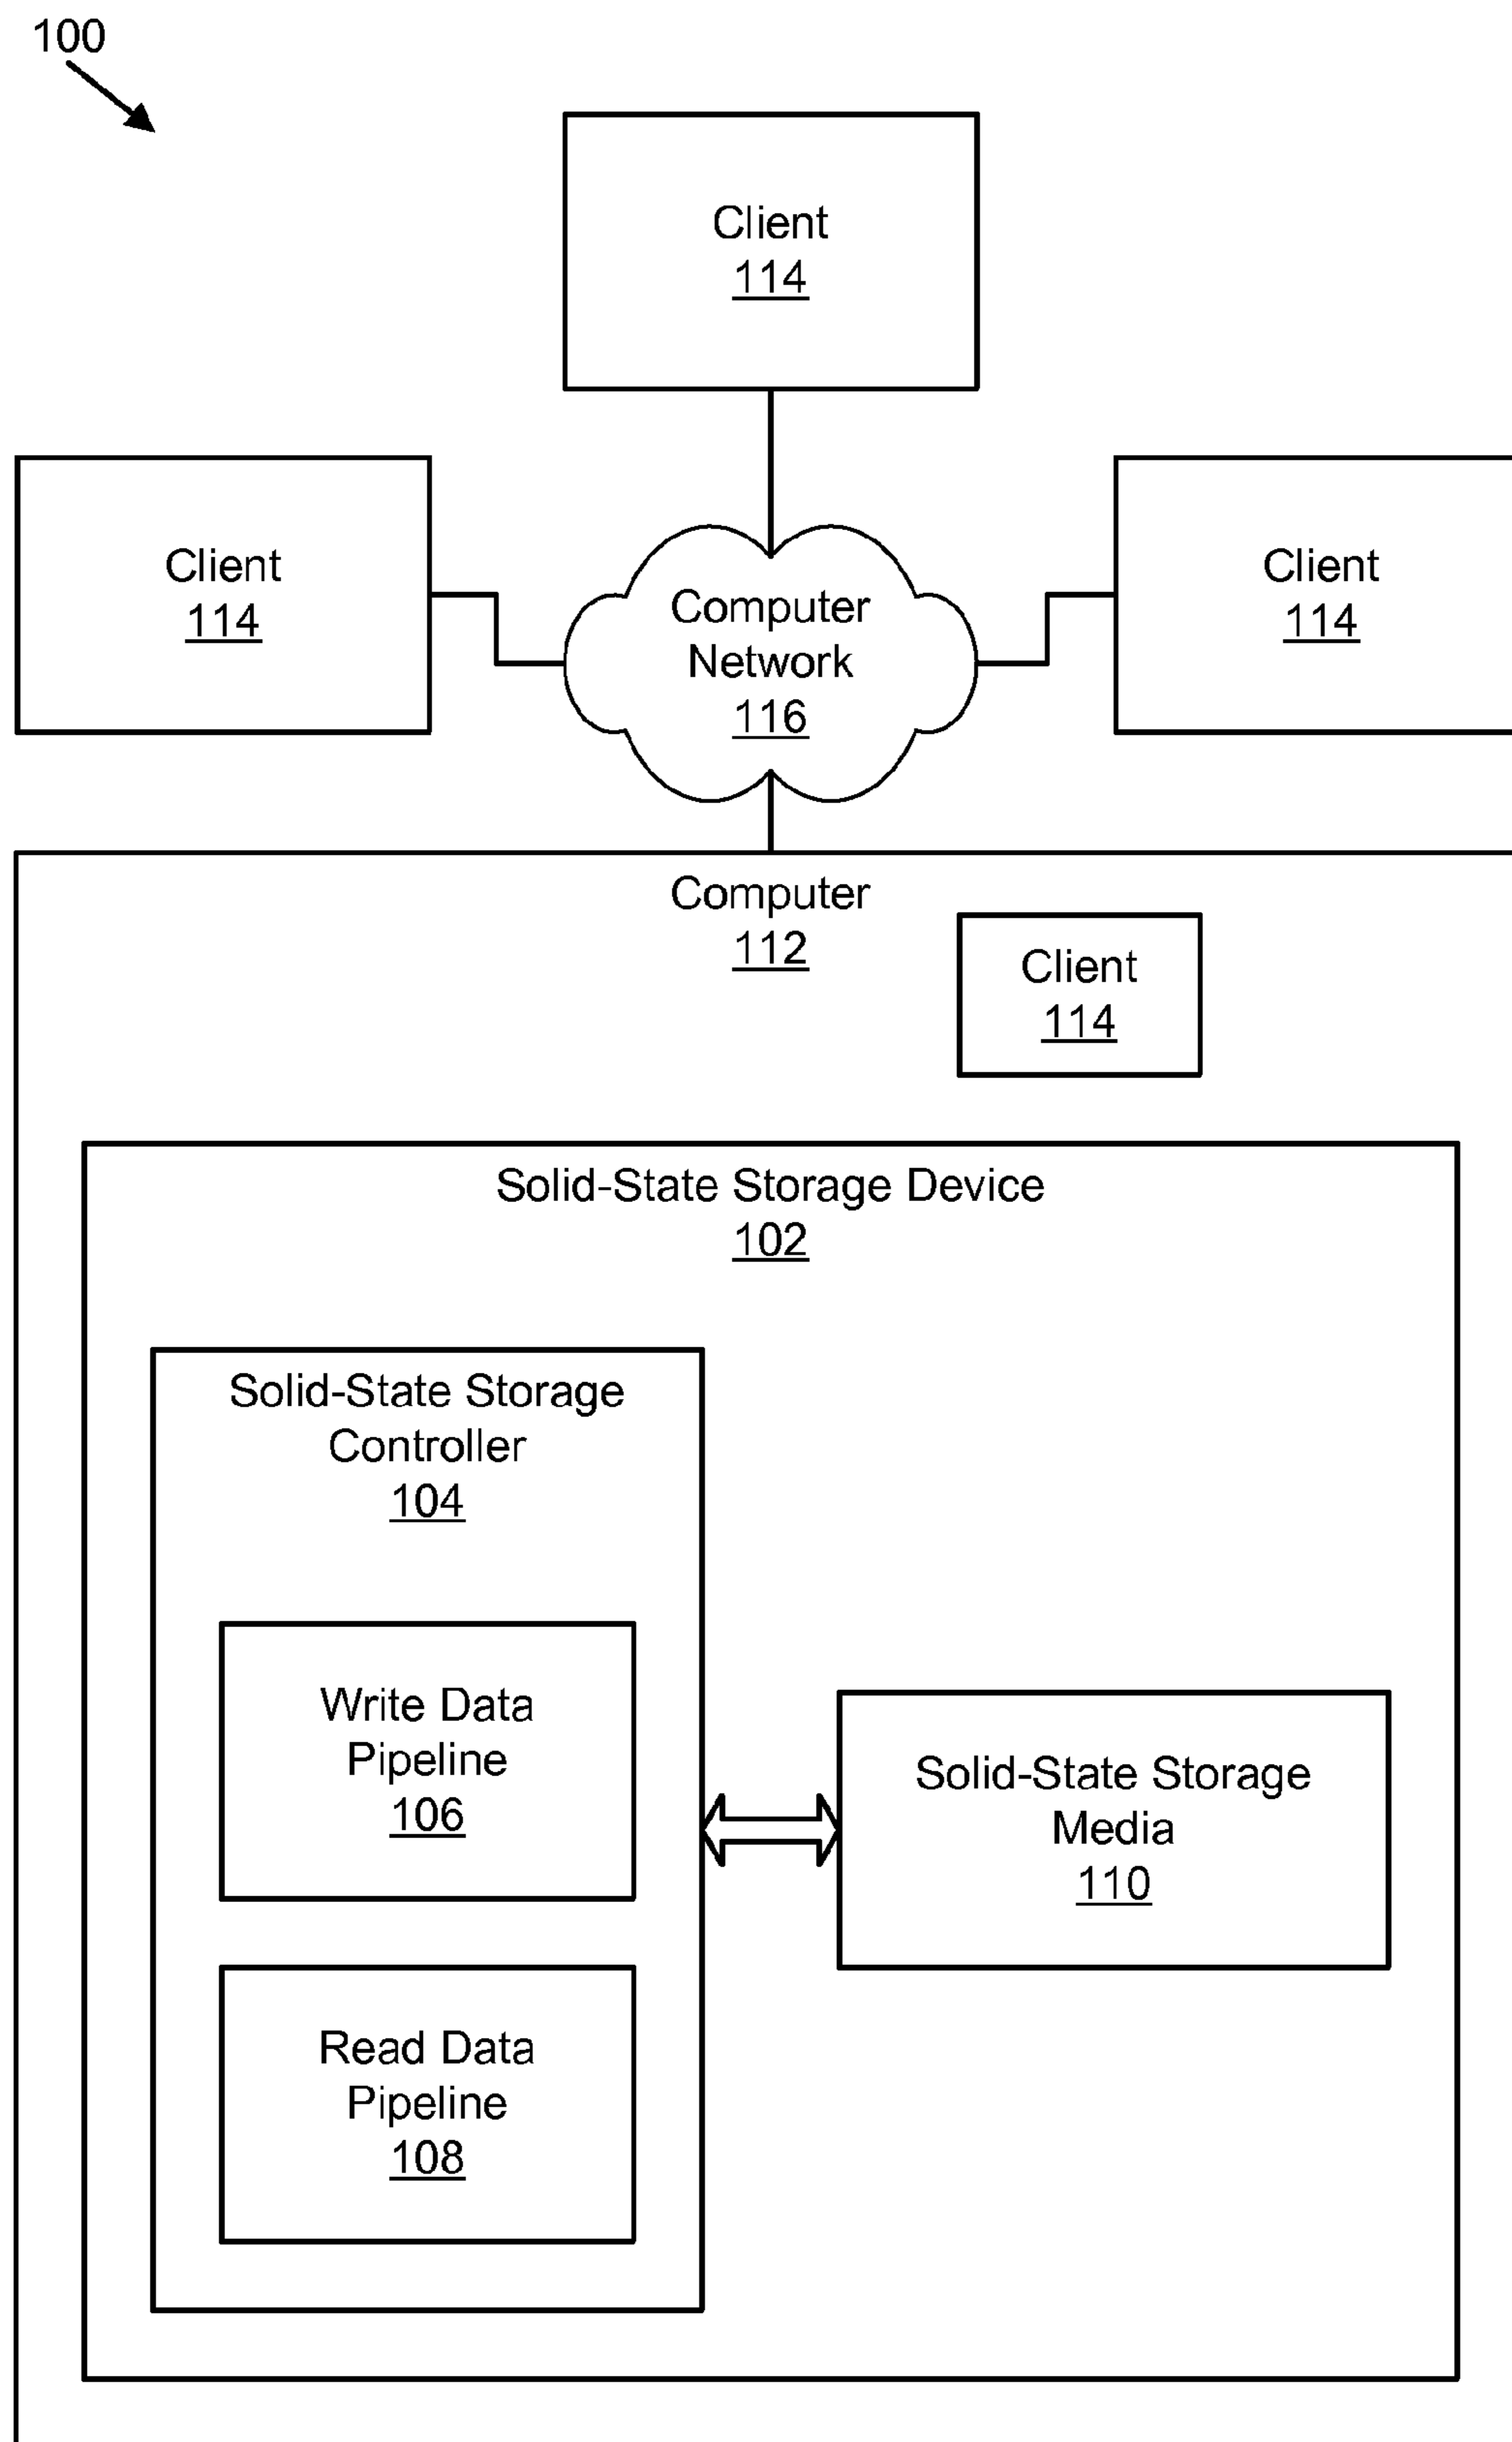 100
Client
114
Client
114
Computer
Network
116
Client
114
Computer
112
Client
114
Solid-State Storage Device
102
Solid-State Storage
Controller
104
Write Data
Pipeline
106
Solid-State Storage
Media
110
Read Data
Pipeline
108